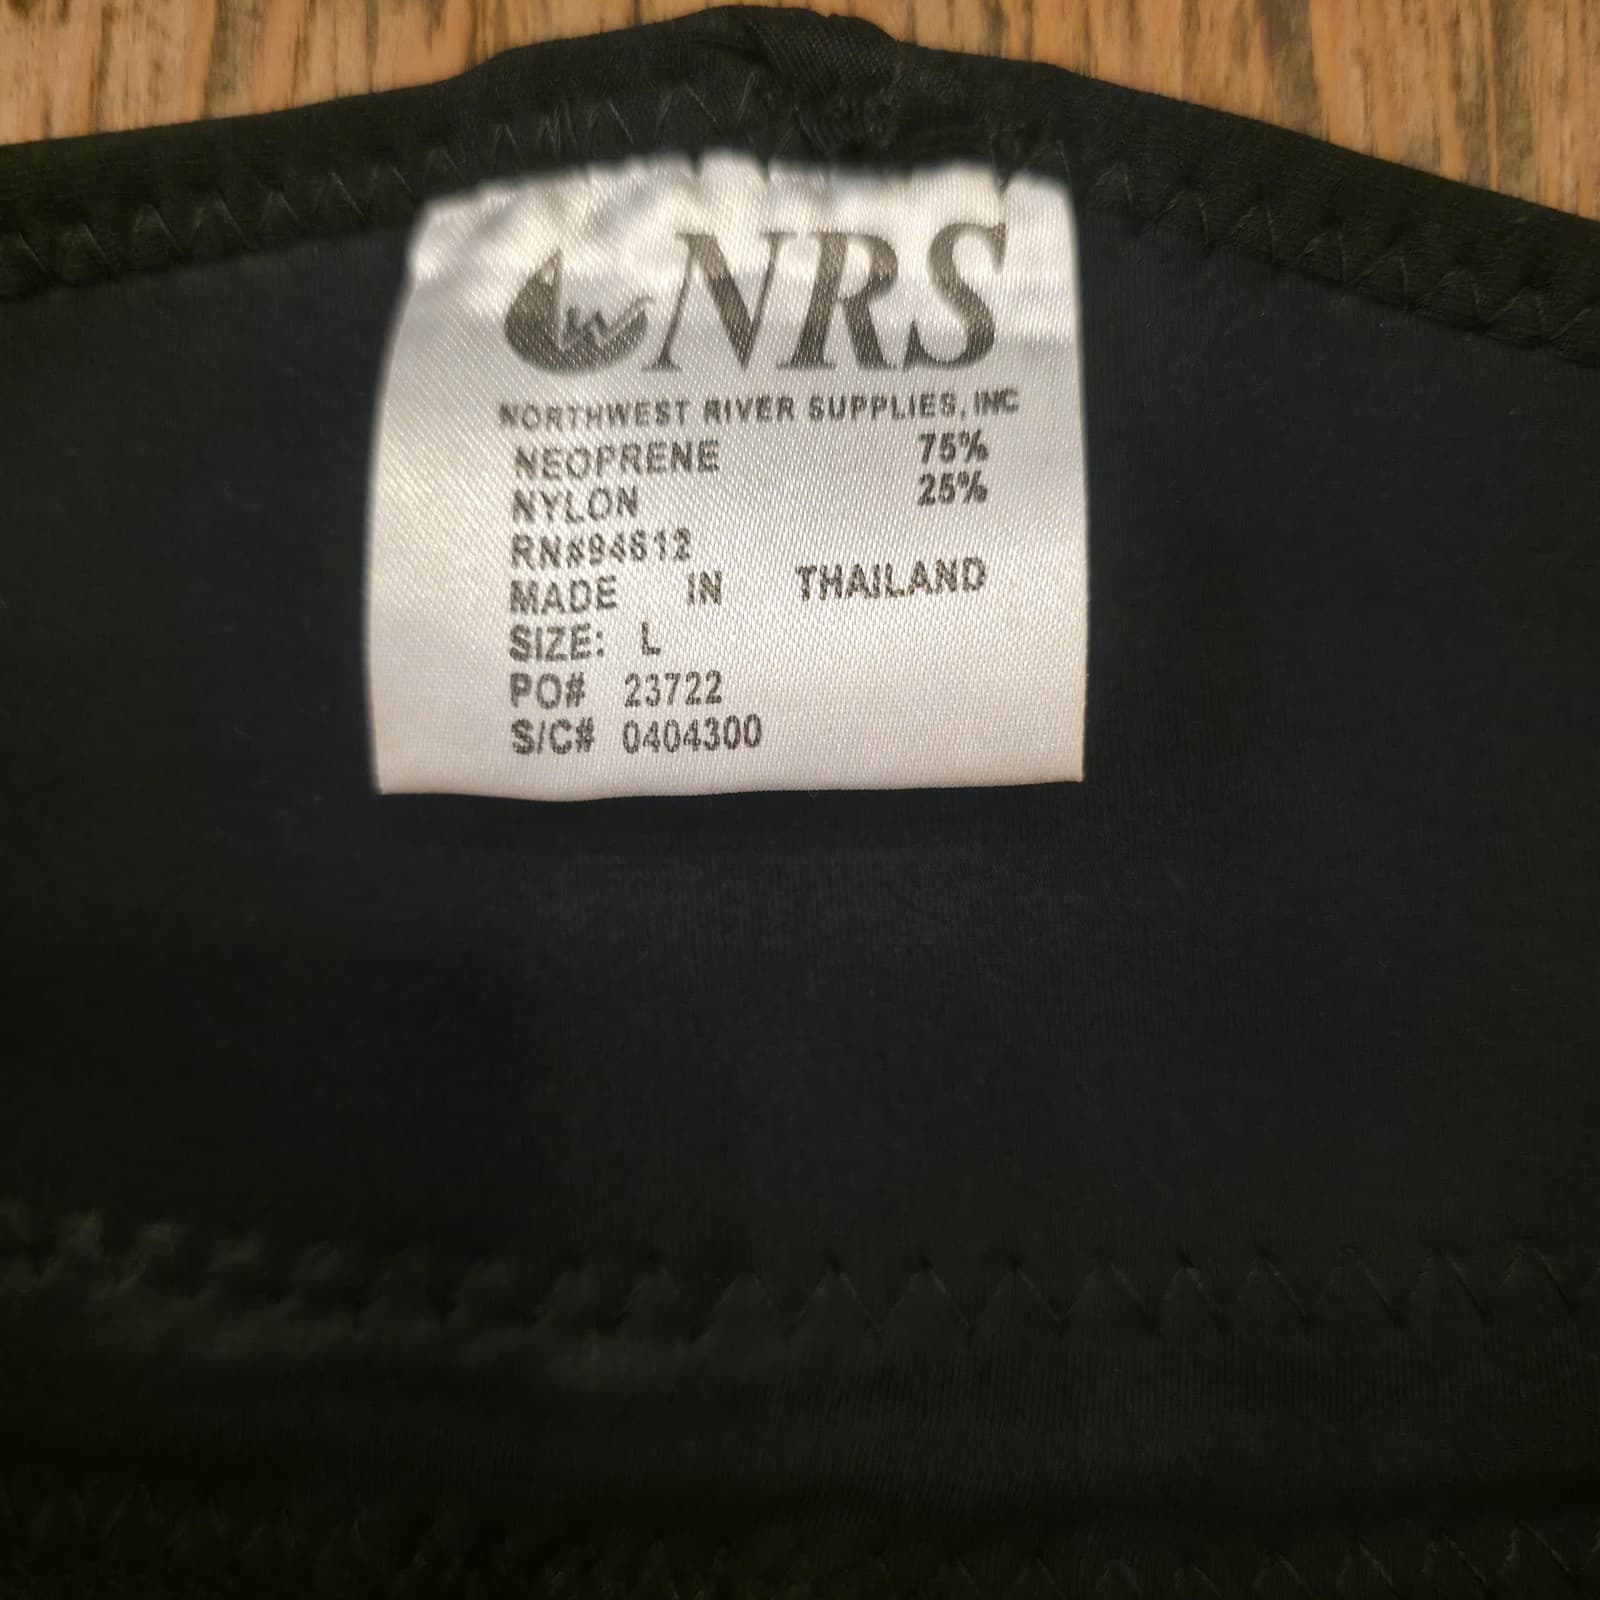 NRS
NORTHWEST RIVER SUPPLIES, INC
NEOPRENE 75%
NYLON 25%
RN#94612
MADE IN THAILAND
SIZE: L
PO# 23722
S/C# 0404300